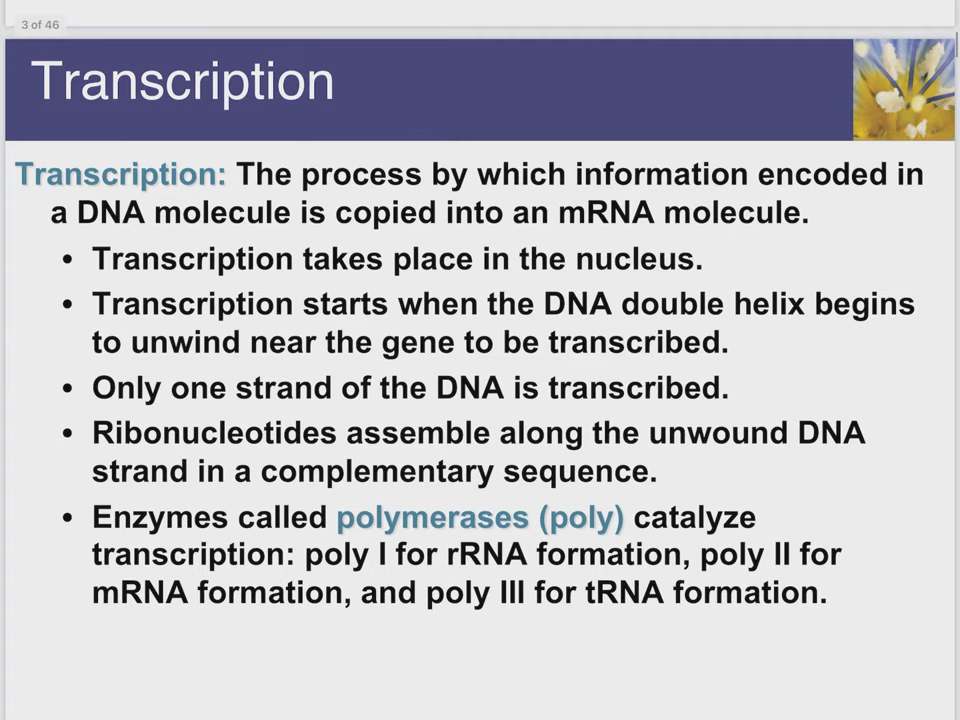 3 of 46
Transcription
Transcription: The process by which information encoded in
a DNA molecule is copied into an mRNA molecule.
• Transcription takes place in the nucleus.
• Transcription starts when the DNA double helix begins
to unwind near the gene to be transcribed.
• Only one strand of the DNA is transcribed.
• Ribonucleotides assemble along the unwound DNA
strand in a complementary sequence.
• Enzymes called polymerases (poly) catalyze
transcription: poly I for rRNA formation, poly II for
mRNA formation, and poly III for tRNA formation.